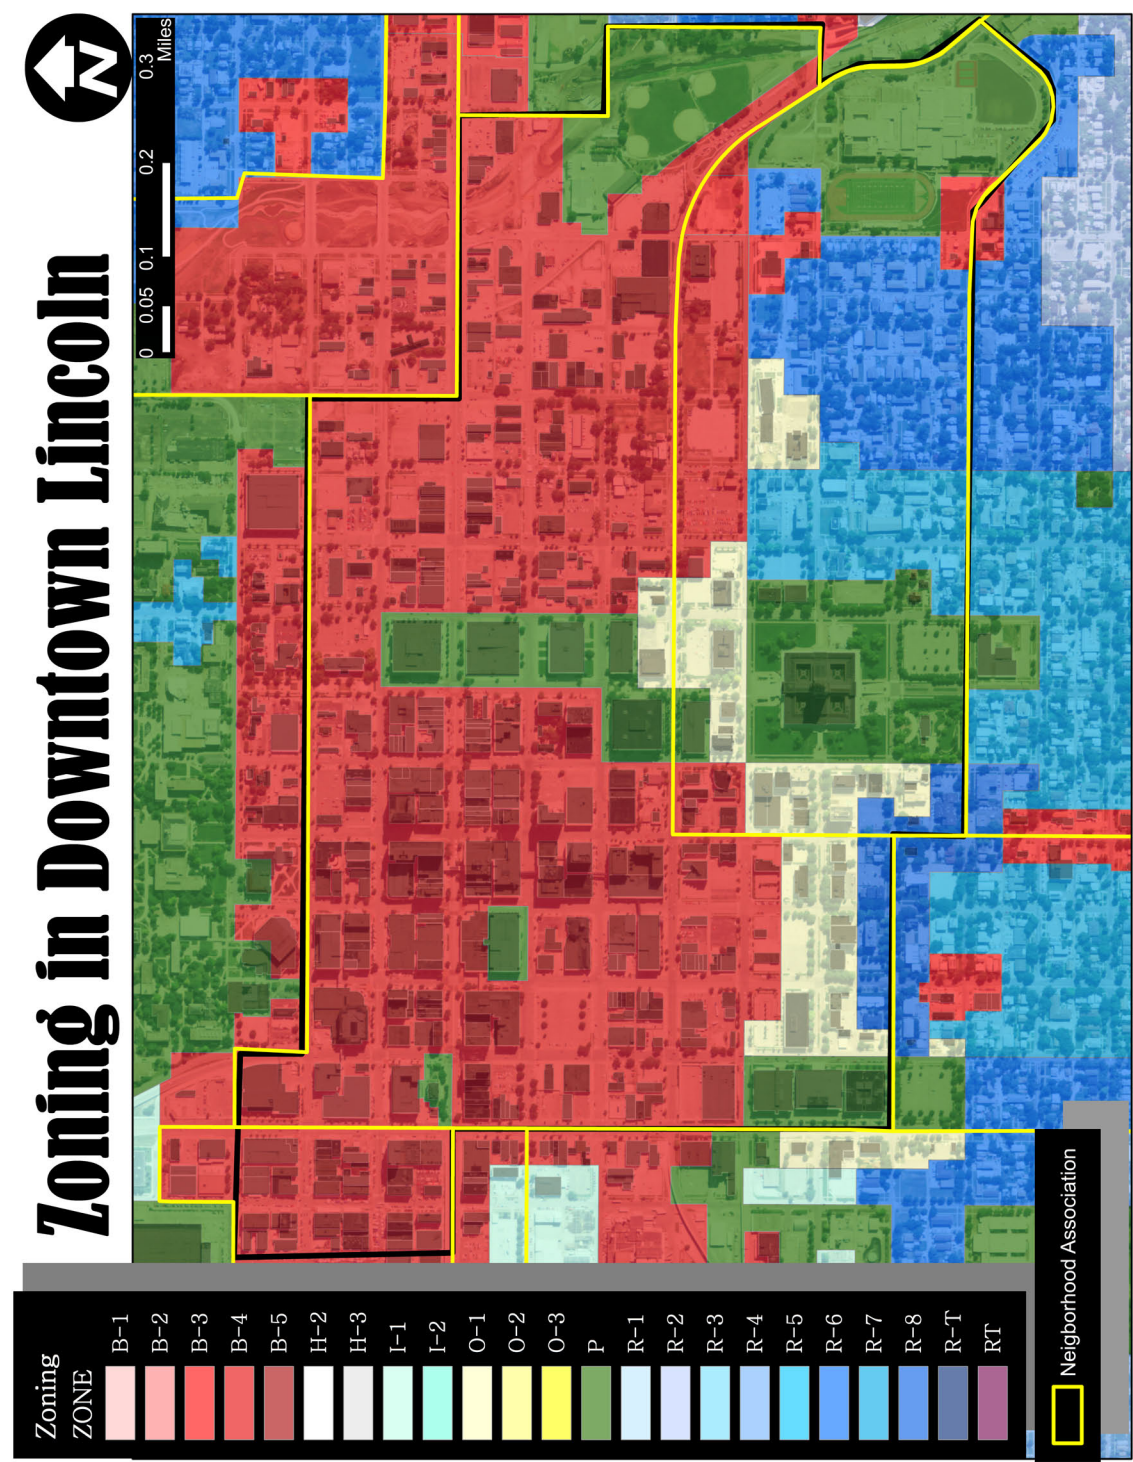 Zoning in Downtown Lincoln
N
0 0.05 0.1 0.2 0.3
Miles
Zoning
ZONE
B-1
B-2
B-3
B-4
B-5
H-2
H-3
I-1
I-2
O-1
O-2
O-3
P
R-1
R-2
R-3
R-4
R-5
R-6
R-7
R-8
R-T
RT
Neigborhood Association